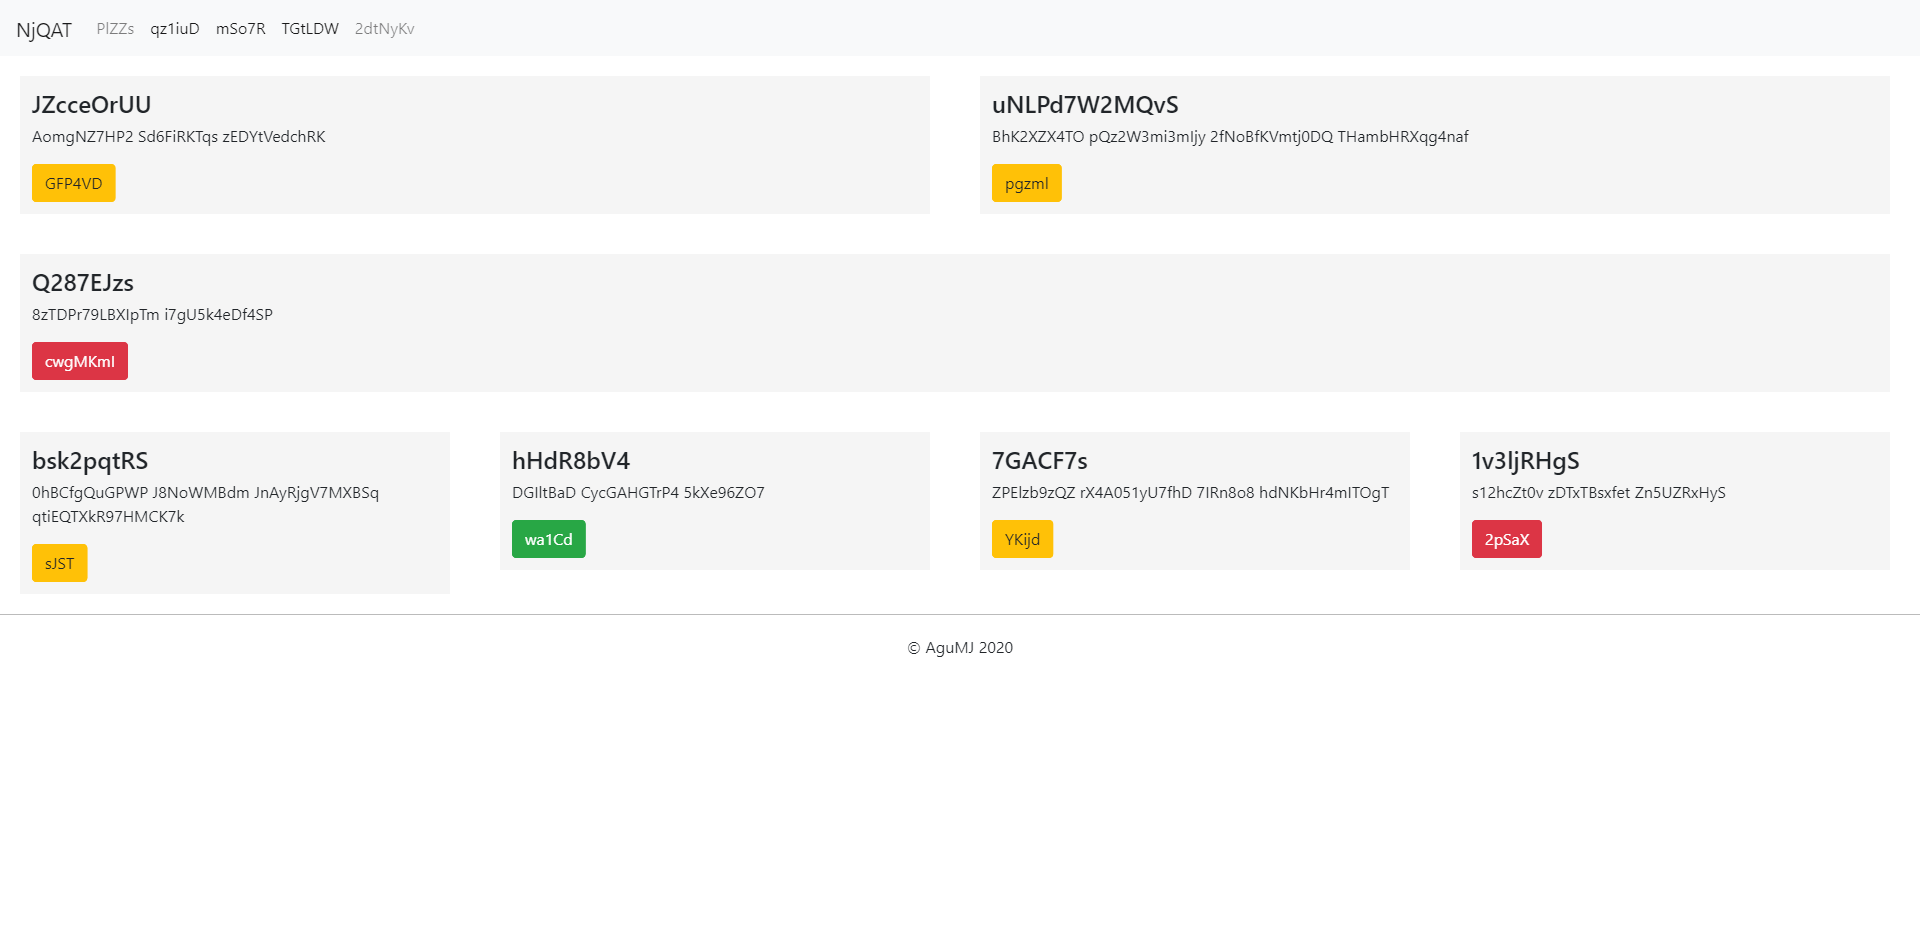 NjQAT PlZZs qz1iuD mSo7R TGtLDW 2dtNyKv
JZcceOrUU
AomgNZ7HP2 Sd6FiRKTqs zEDYtVedchRK
GFP4VD
uNLPd7W2MQvS
BhK2XZX4TO pQz2W3mi3mIjy 2fNoBfKVmtj0DQ THambHRXqg4naf
pgzml
Q287EJzs
8zTDPr79LBXIpTm i7gU5k4eDf4SP
cwgMKml
bsk2pqtRS
0hBCfgQuGPWP J8NoWMBdm JnAyRjgV7MXBSq
qtiEQTXkR97HMCK7k
sJST
hHdR8bV4
DGIltBaD CycGAHGTrP4 5kXe96ZO7
wa1Cd
7GACF7s
ZPElzb9zQZ rX4A051yU7fhD 7IRn8o8 hdNKbHr4mITOgT
YKijd
1v3ljRHgS
s12hcZt0v zDTxTBsxfet Zn5UZRxHyS
2pSaX
© AguMJ 2020